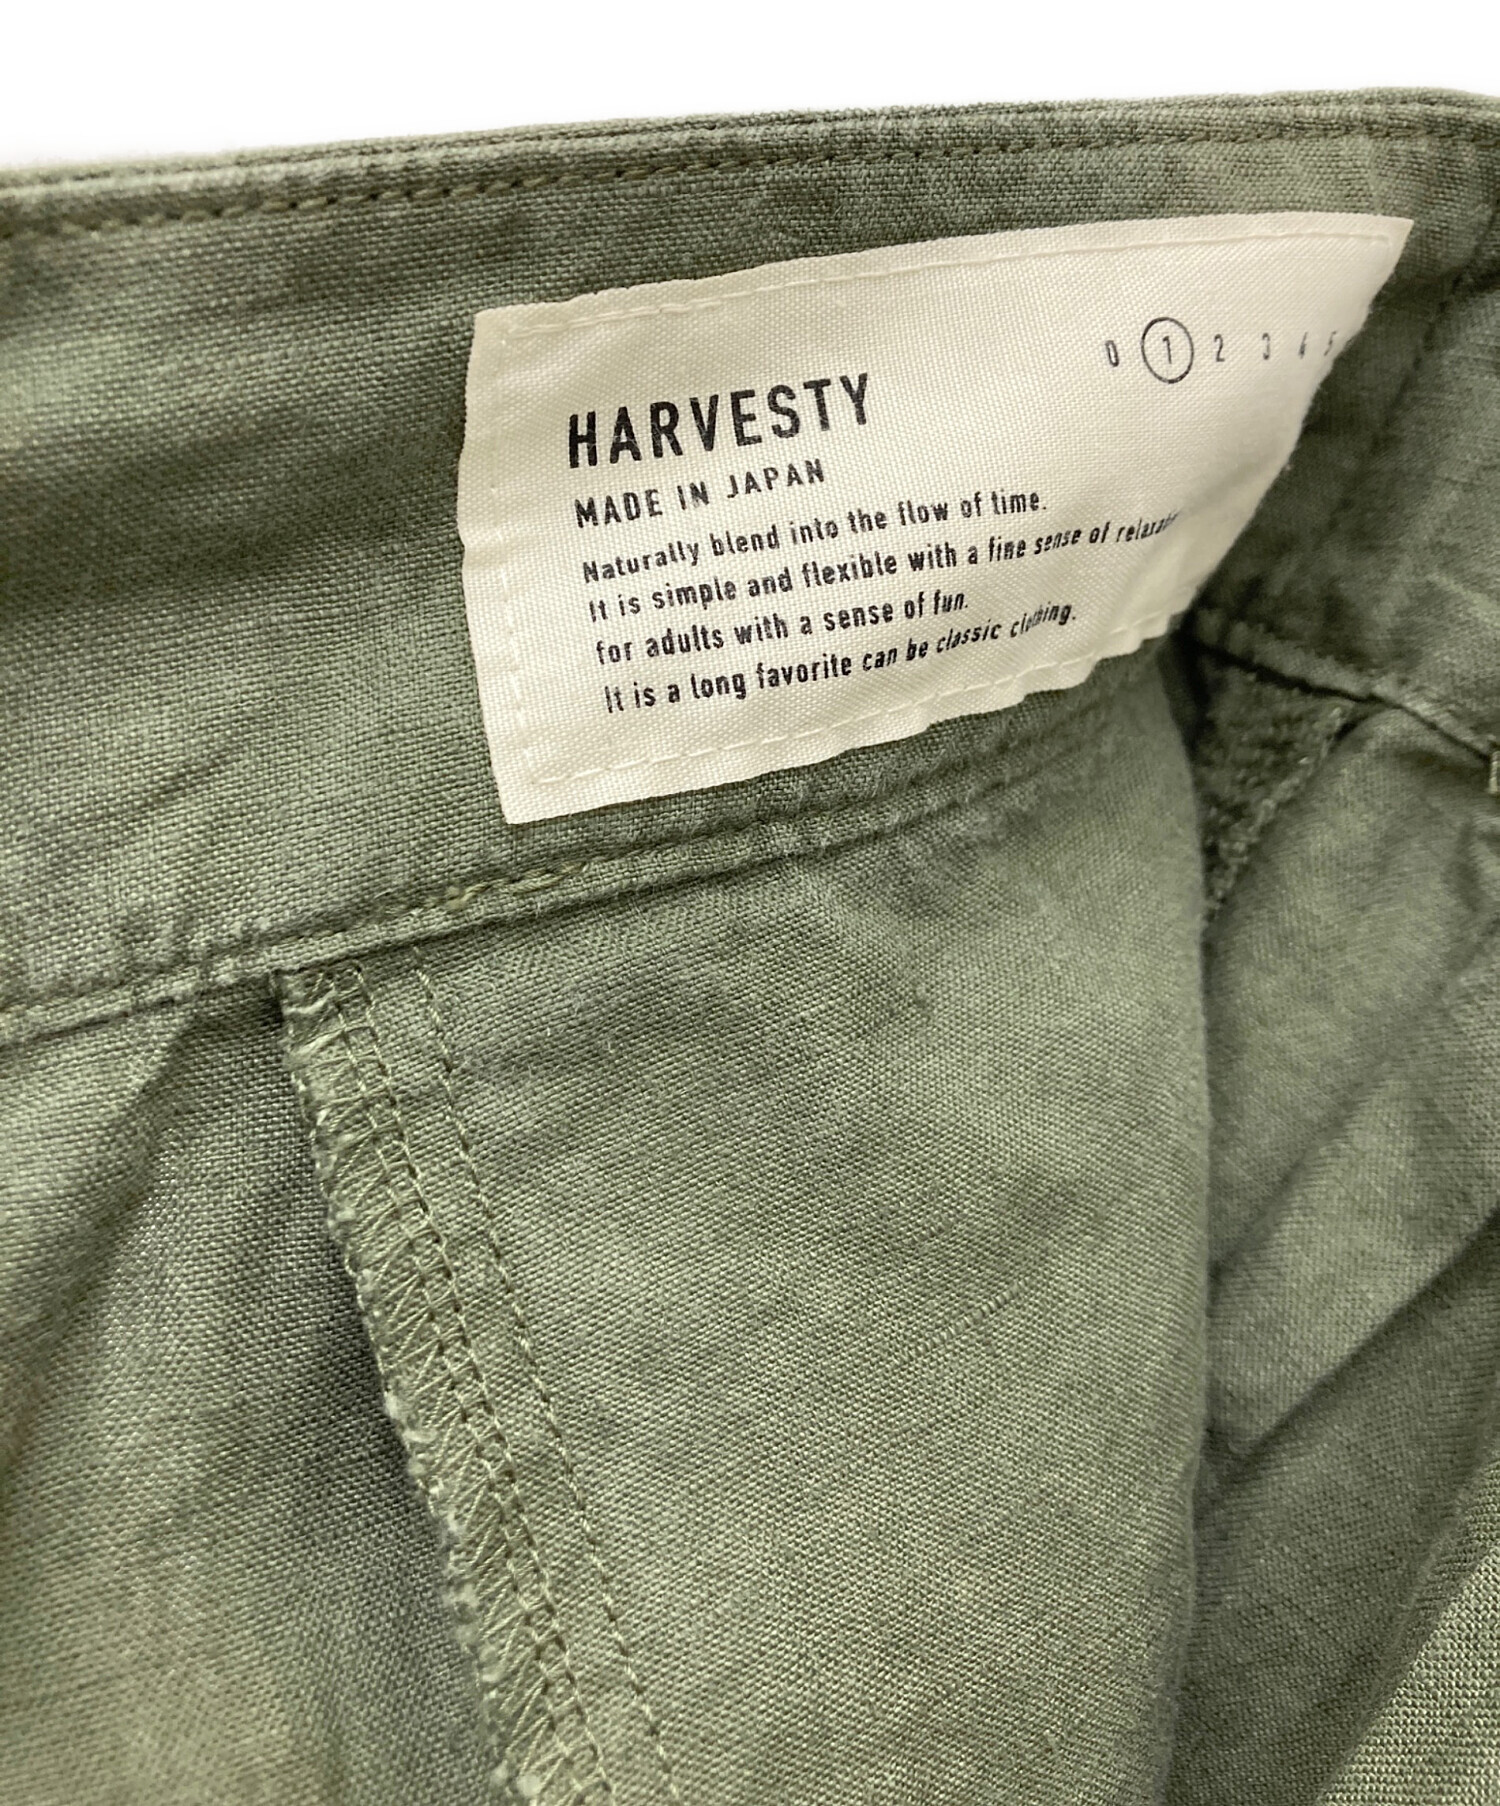 0 1 2 3 4 5
HARVESTY
MADE IN JAPAN
Naturally blend into the flow of time.
It is simple and flexible with a fine sense of
for adults with a sense of fun.
It is a long favorite can be classic clothing.